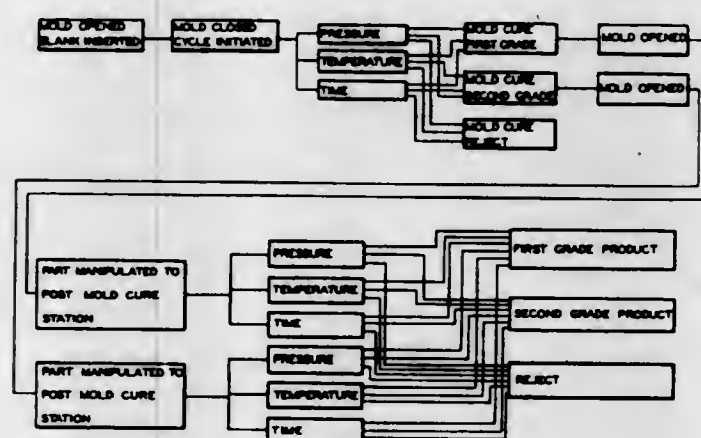 MOLD OPENED
BLANK INSERTED
MOLD CLOSED
CYCLE INITIATED
PRESSURE
TEMPERATURE
TIME
MOLD CURE
FIRST GRADE
MOLD CURE
SECOND GRADE
MOLD CURE
REJECT
MOLD OPENED
MOLD OPENED
PART MANIPULATED TO
POST MOLD CURE
STATION
PRESSURE
TEMPERATURE
TIME
PART MANIPULATED TO
POST MOLD CURE
STATION
PRESSURE
TEMPERATURE
TIME
FIRST GRADE PRODUCT
SECOND GRADE PRODUCT
REJECT